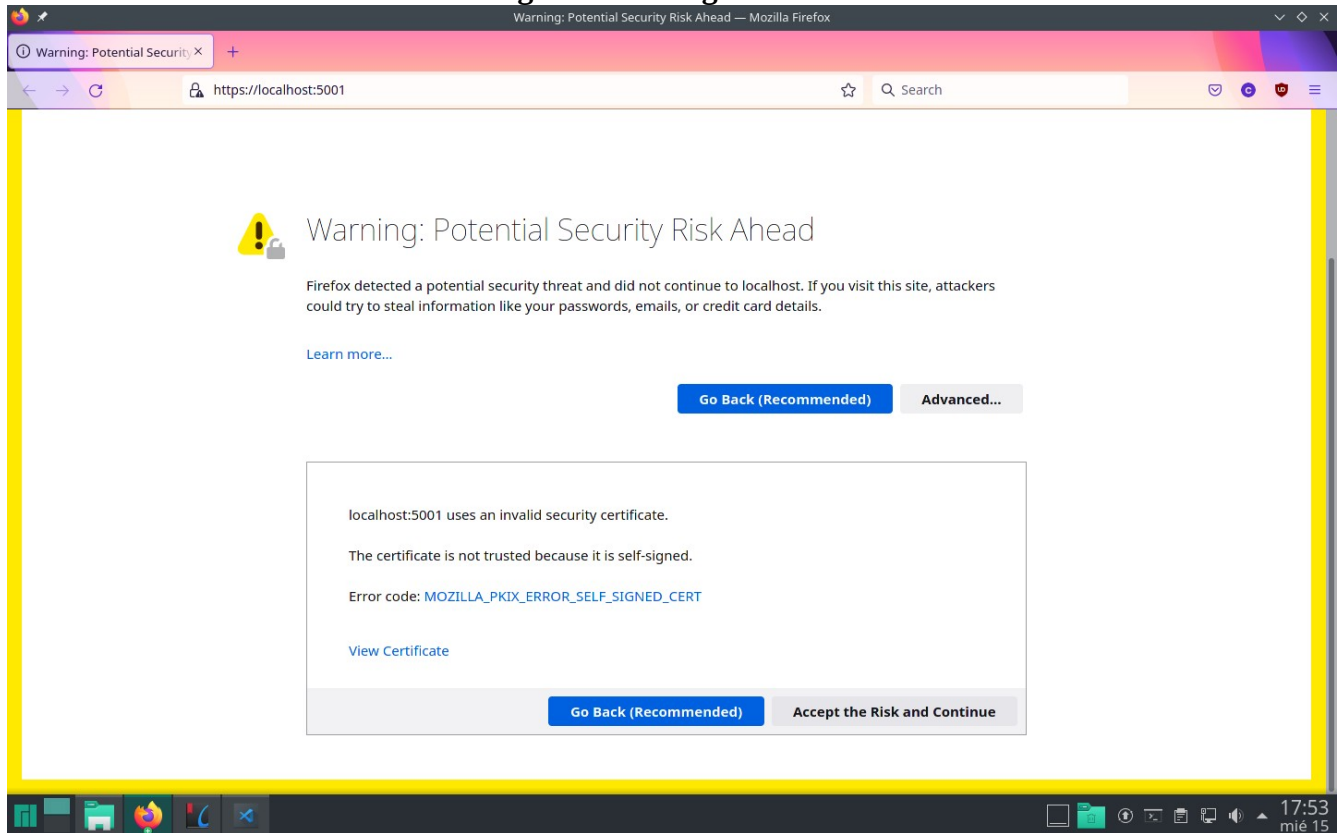 Warning: Potential Security Risk Ahead — Mozilla Firefox
Warning: Potential Security
https://localhost:5001
Search
Warning: Potential Security Risk Ahead
Firefox detected a potential security threat and did not continue to localhost. If you visit this site, attackers
could try to steal information like your passwords, emails, or credit card details.
Learn more...
Go Back (Recommended)
Advanced...
localhost:5001 uses an invalid security certificate.
The certificate is not trusted because it is self-signed.
Error code: MOZILLA_PKIX_ERROR_SELF_SIGNED_CERT
View Certificate
Go Back (Recommended)
Accept the Risk and Continue
17:53
mié 15